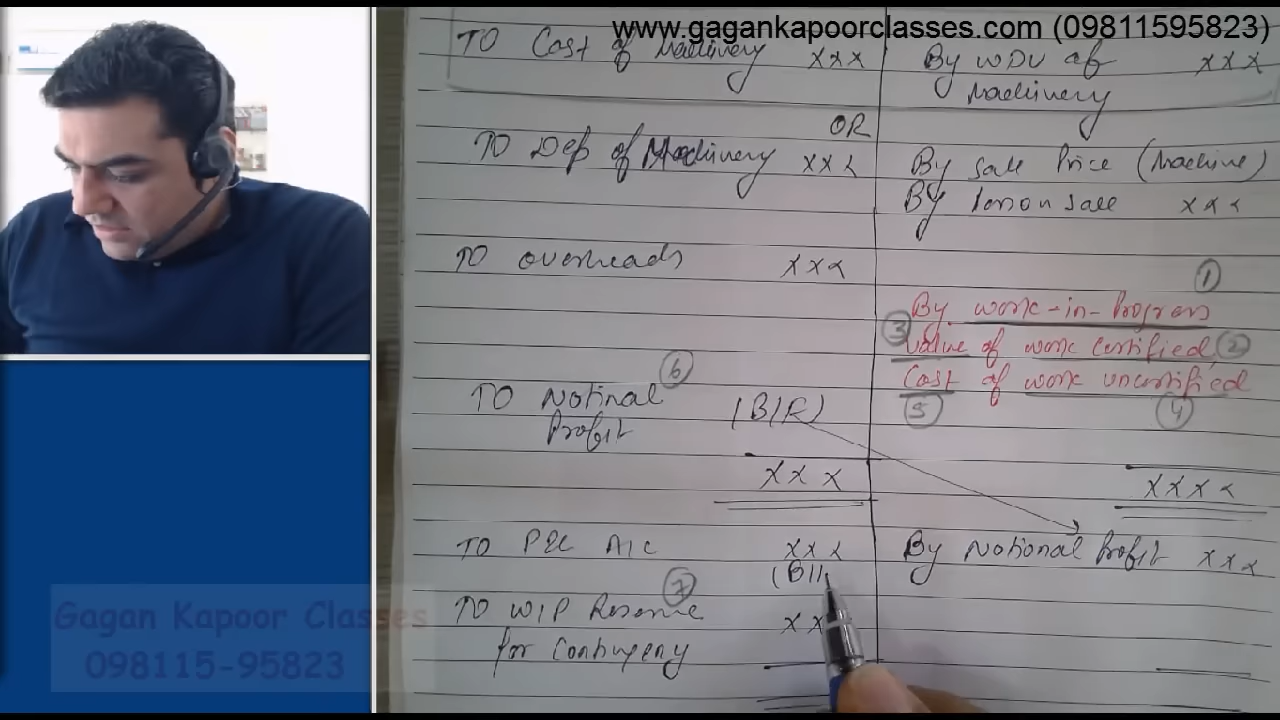 www.gagankapoorclasses.com (09811595823)
TO Cost of Machinery xxx
By WDV of xxx
Machinery
OR
TO Dep of Machinery xxx
By Sale Price (Machine)
By loss on sale xxx
TO Overheads xxx
1
By work-in-Progress
3 Value of work certified, 2
Cost of work uncertified
5 4
6
TO Notional (B/F)
Profit
xxx
xxxx
TO P&L A/C xxx
(B/
By Notional Profit xxx
7
TO WIP Reserve xx
for Contingency
Gagan Kapoor Classes
098115-95823